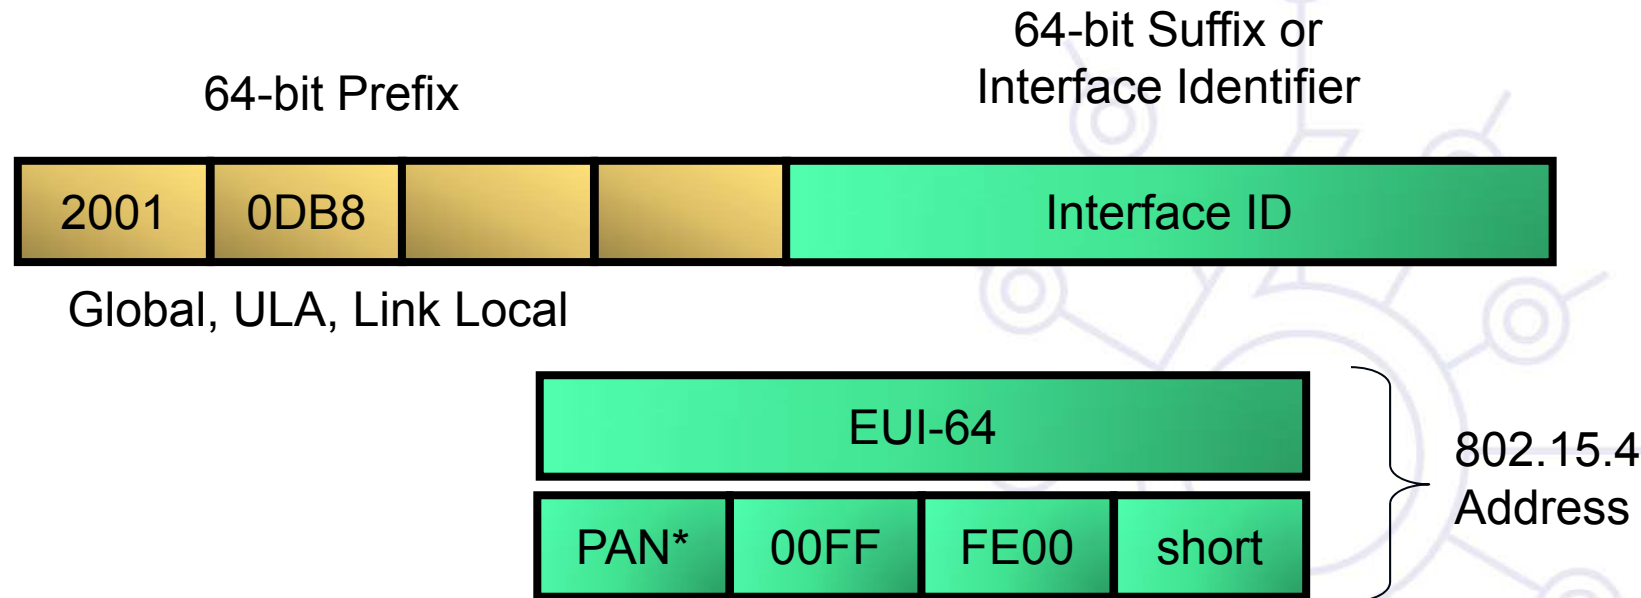 64-bit Suffix or
Interface Identifier
64-bit Prefix
2001 0DB8 Interface ID
Global, ULA, Link Local
EUI-64
802.15.4
Address
PAN* 00FF FE00 short